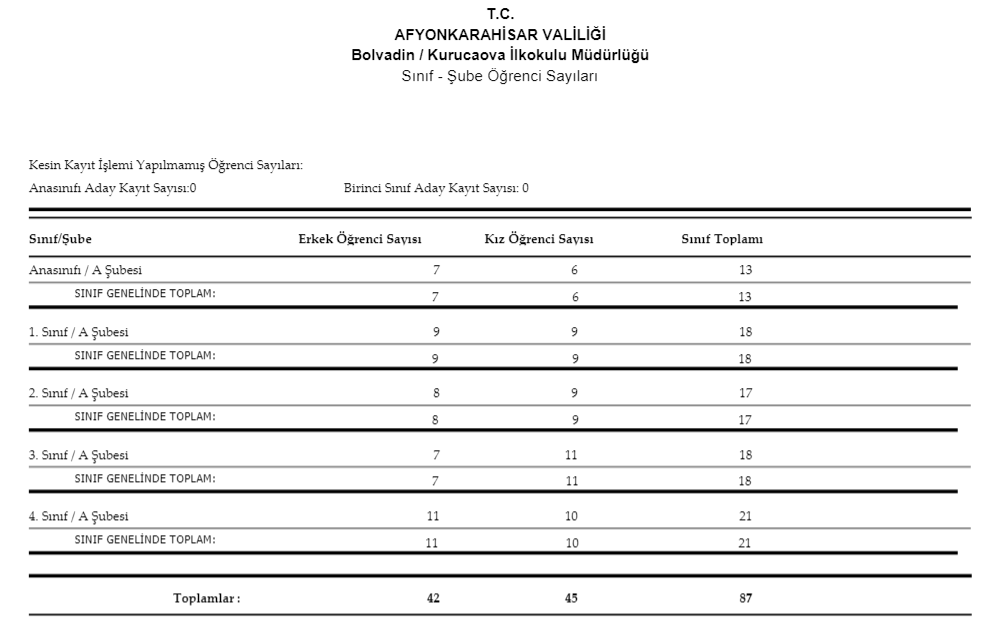 T.C.
AFYONKARAHİSAR VALİLİĞİ
Bolvadin / Kurucaova İlkokulu Müdürlüğü
Sınıf - Şube Öğrenci Sayıları
Kesin Kayıt İşlemi Yapılmamış Öğrenci Sayıları:
Anasınıfı Aday Kayıt Sayısı:0 Birinci Sınıf Aday Kayıt Sayısı: 0
Sınıf/Şube Erkek Öğrenci Sayısı Kız Öğrenci Sayısı Sınıf Toplamı
Anasınıfı / A Şubesi 7 6 13
SINIF GENELİNDE TOPLAM: 7 6 13
1. Sınıf / A Şubesi 9 9 18
SINIF GENELİNDE TOPLAM: 9 9 18
2. Sınıf / A Şubesi 8 9 17
SINIF GENELİNDE TOPLAM: 8 9 17
3. Sınıf / A Şubesi 7 11 18
SINIF GENELİNDE TOPLAM: 7 11 18
4. Sınıf / A Şubesi 11 10 21
SINIF GENELİNDE TOPLAM: 11 10 21
Toplamlar : 42 45 87